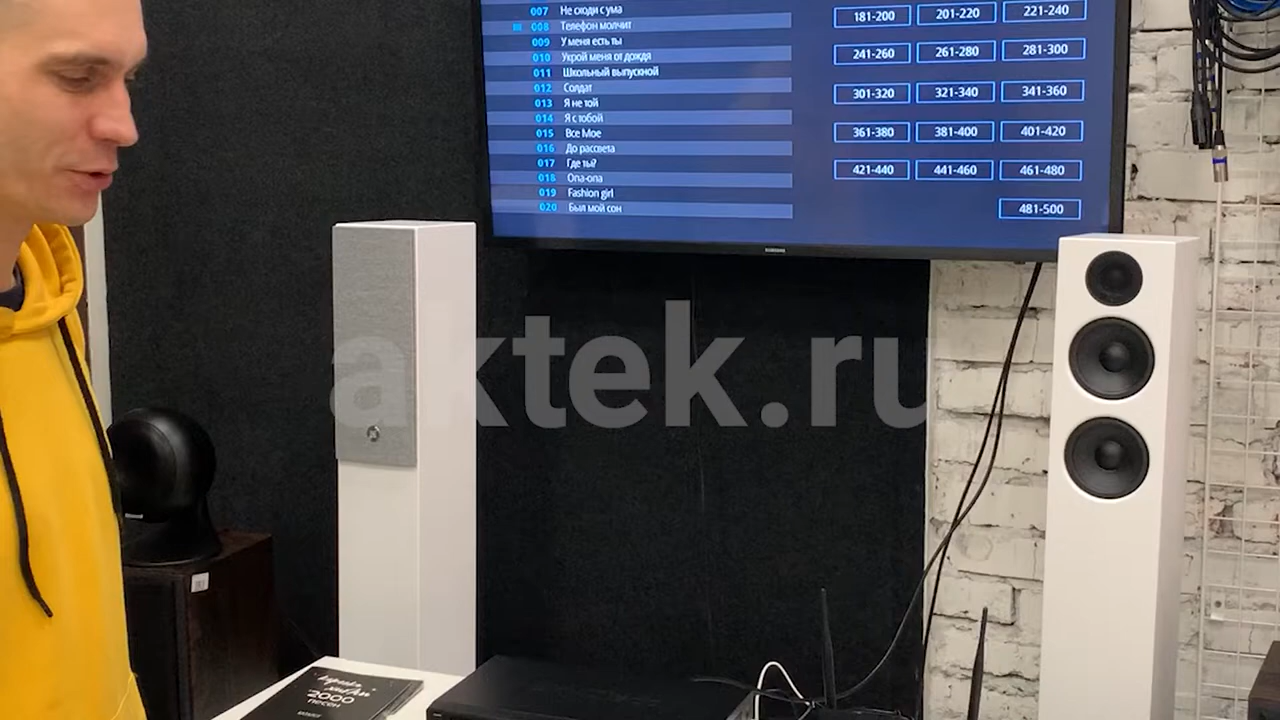 007 Не сходи с ума
008 Телефон молчит
009 У меня есть ты
010 Укрой меня от дождя
011 Школьный выпускной
012 Солдат
013 Я не той
014 Я с тобой
015 Все Мое
016 До рассвета
017 Где ты?
018 Опа-опа
019 Fashion girl
020 Был мой сон
181-200 201-220 221-240
241-260 261-280 281-300
301-320 321-340 341-360
361-380 381-400 401-420
421-440 441-460 461-480
481-500
SAMSUNG
aktek.ru
2000
песен